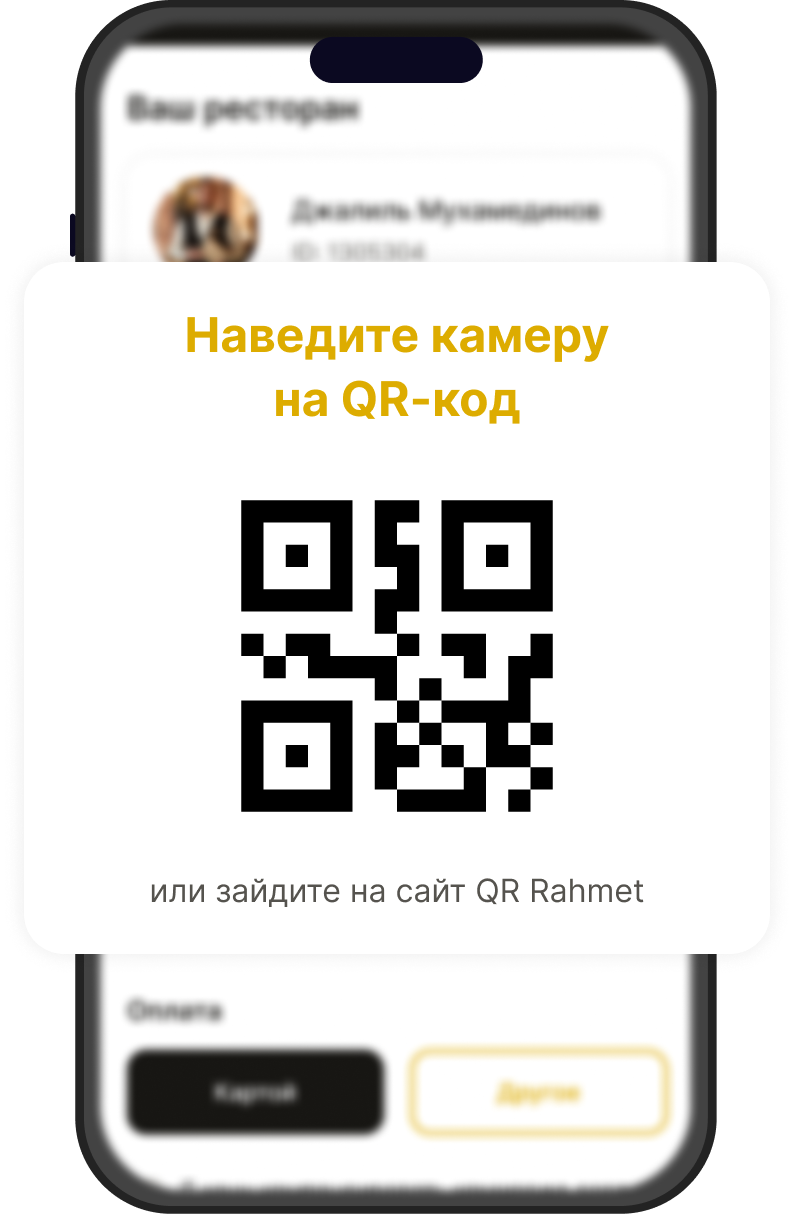 Ваш ресторан
Джалиль Мухамединов
ID: 1305304
Наведите камеру
на QR-код
или зайдите на сайт QR Rahmet
Оплата
Картой
Другое